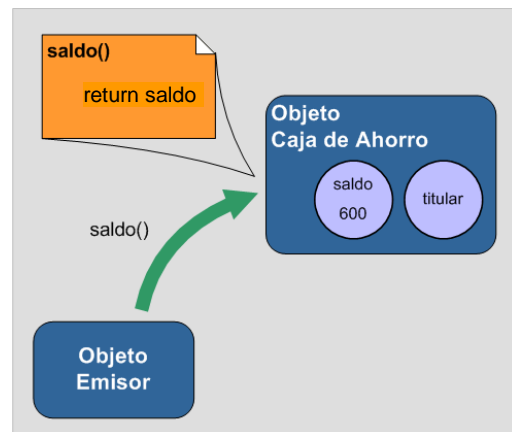 saldo()
return saldo
Objeto
Caja de Ahorro
saldo
600
titular
saldo()
Objeto
Emisor